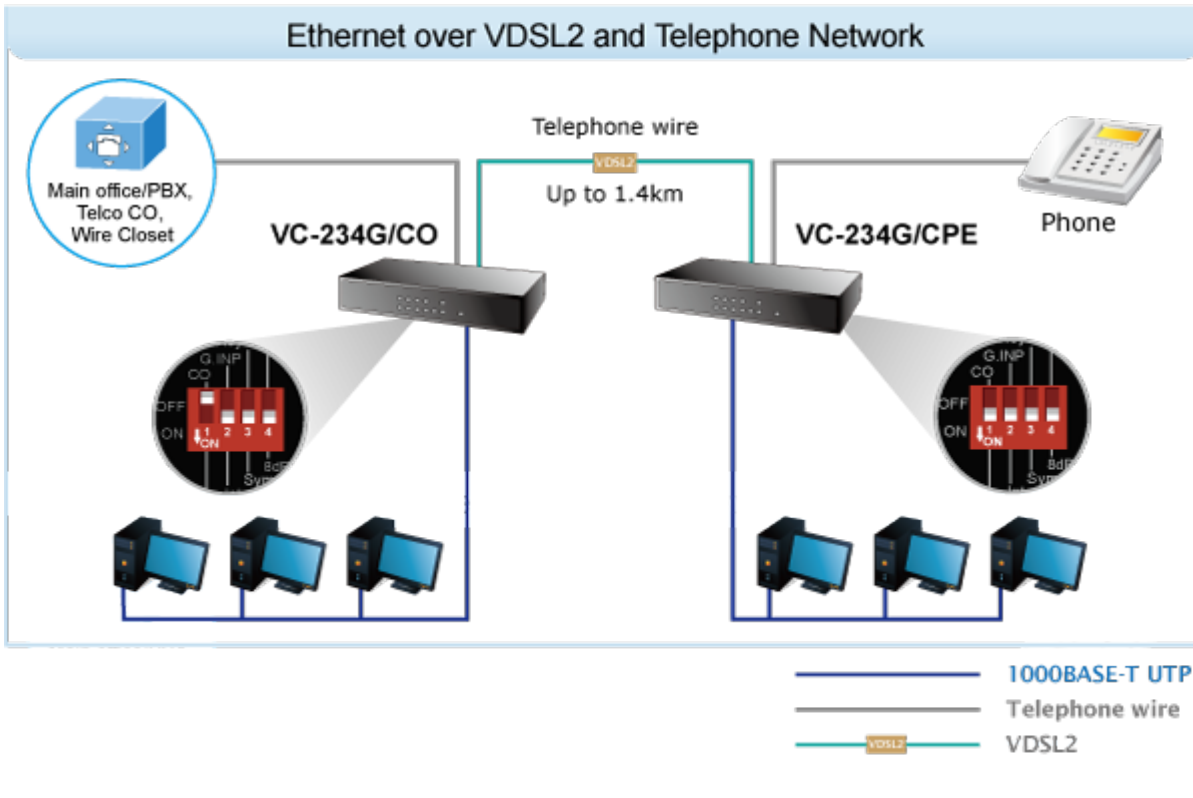 Ethernet over VDSL2 and Telephone Network
Main office/PBX,
Telco CO,
Wire Closet
Telephone wire
VDSL2
Up to 1.4km
Phone
VC-234G/CO
VC-234G/CPE
G.INP
CO
OFF
ON
1 2 3 4
ON
8dB
G.INP
CO
OFF
ON
1 2 3 4
ON
1000BASE-T UTP
Telephone wire
VDSL2
VDSL2